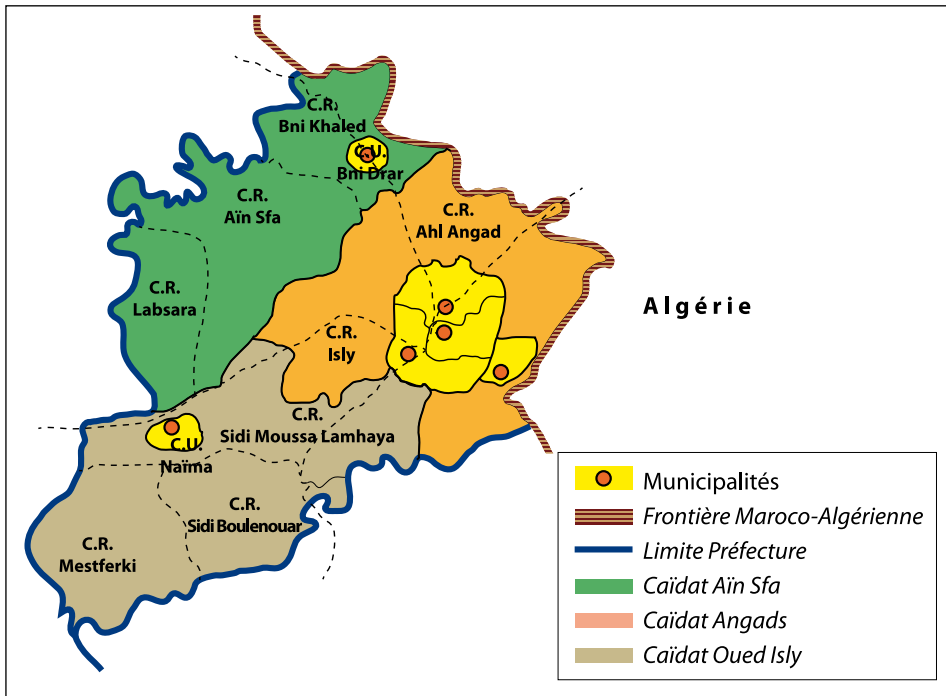 C.R.
Bni Khaled
C.U.
Bni Drar
C.R.
Aïn Sfa
C.R.
Ahl Angad
C.R.
Labsara
Algérie
C.R.
Isly
C.R.
Sidi Moussa Lamhaya
C.U.
Naïma
C.R.
Sidi Boulenouar
C.R.
Mestferki
Municipalités
Frontière Maroco-Algérienne
Limite Préfecture
Caïdat Aïn Sfa
Caïdat Angads
Caïdat Oued Isly